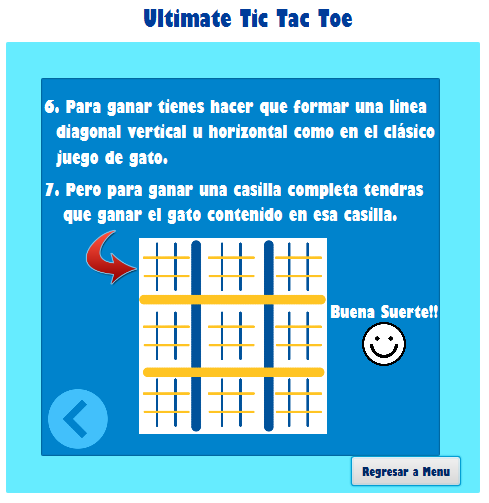 Ultimate Tic Tac Toe
6. Para ganar tienes hacer que formar una linea
diagonal vertical u horizontal como en el clásico
juego de gato.
7. Pero para ganar una casilla completa tendras
que ganar el gato contenido en esa casilla.
Buena Suerte!!
Regresar a Menu